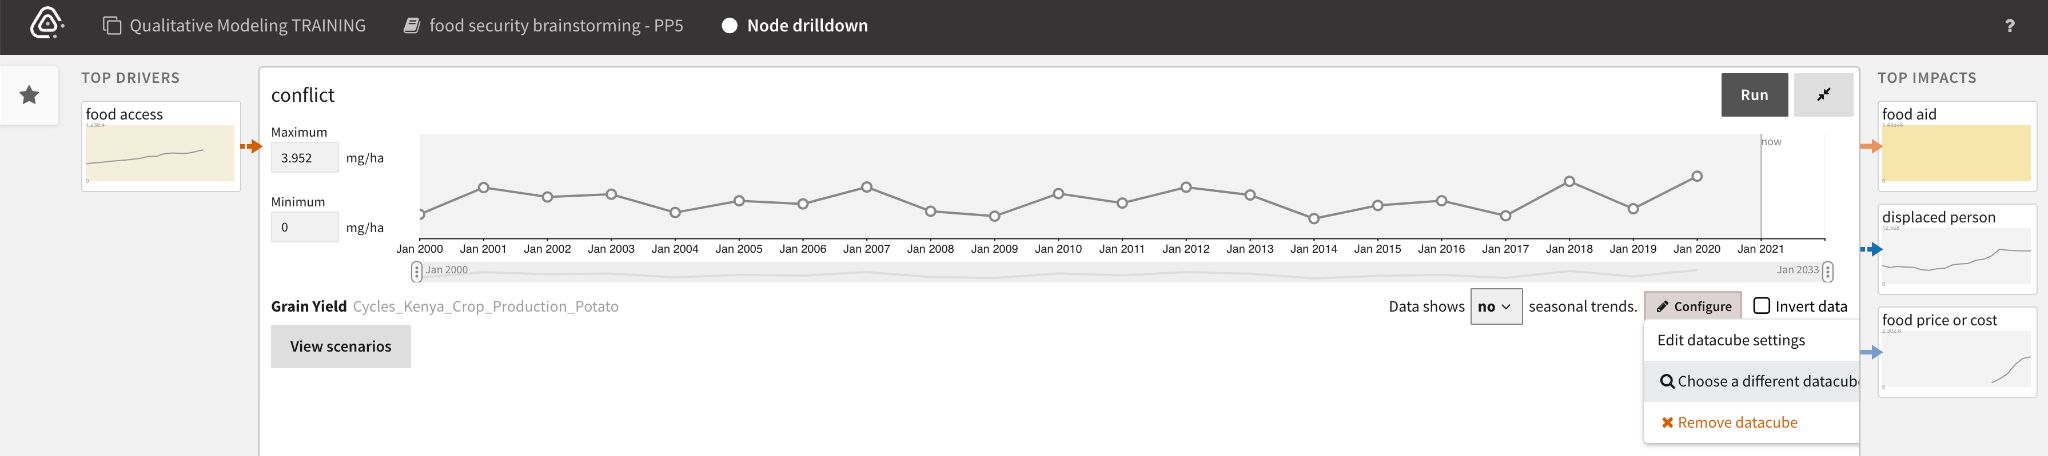 Qualitative Modeling TRAINING food security brainstorming - PP5 Node drilldown ?
TOP DRIVERS
food access
0
conflict
Run
Maximum
3.952 mg/ha
Minimum
0 mg/ha
now
Jan 2000 Jan 2001 Jan 2002 Jan 2003 Jan 2004 Jan 2005 Jan 2006 Jan 2007 Jan 2008 Jan 2009 Jan 2010 Jan 2011 Jan 2012 Jan 2013 Jan 2014 Jan 2015 Jan 2016 Jan 2017 Jan 2018 Jan 2019 Jan 2020 Jan 2021
Jan 2000 Jan 2033
Grain Yield Cycles_Kenya_Crop_Production_Potato
Data shows no seasonal trends. Configure Invert data
View scenarios
Edit datacube settings
Choose a different datacube
Remove datacube
TOP IMPACTS
food aid
0
displaced person
0
food price or cost
0